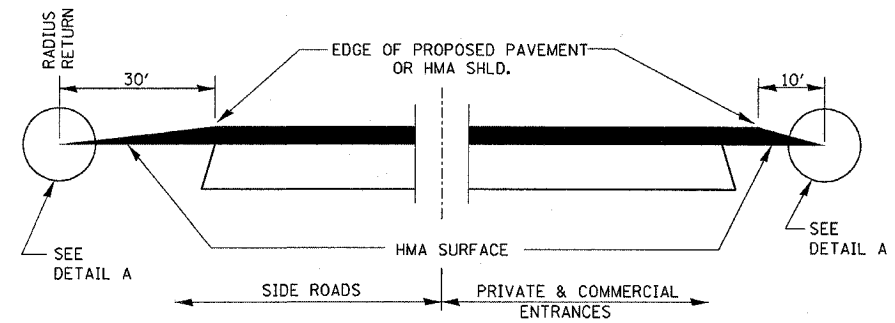 RADIUS
RETURN
30'
EDGE OF PROPOSED PAVEMENT
OR HMA SHLD.
10'
SEE
DETAIL A
HMA SURFACE
SEE
DETAIL A
SIDE ROADS
PRIVATE & COMMERCIAL
ENTRANCES